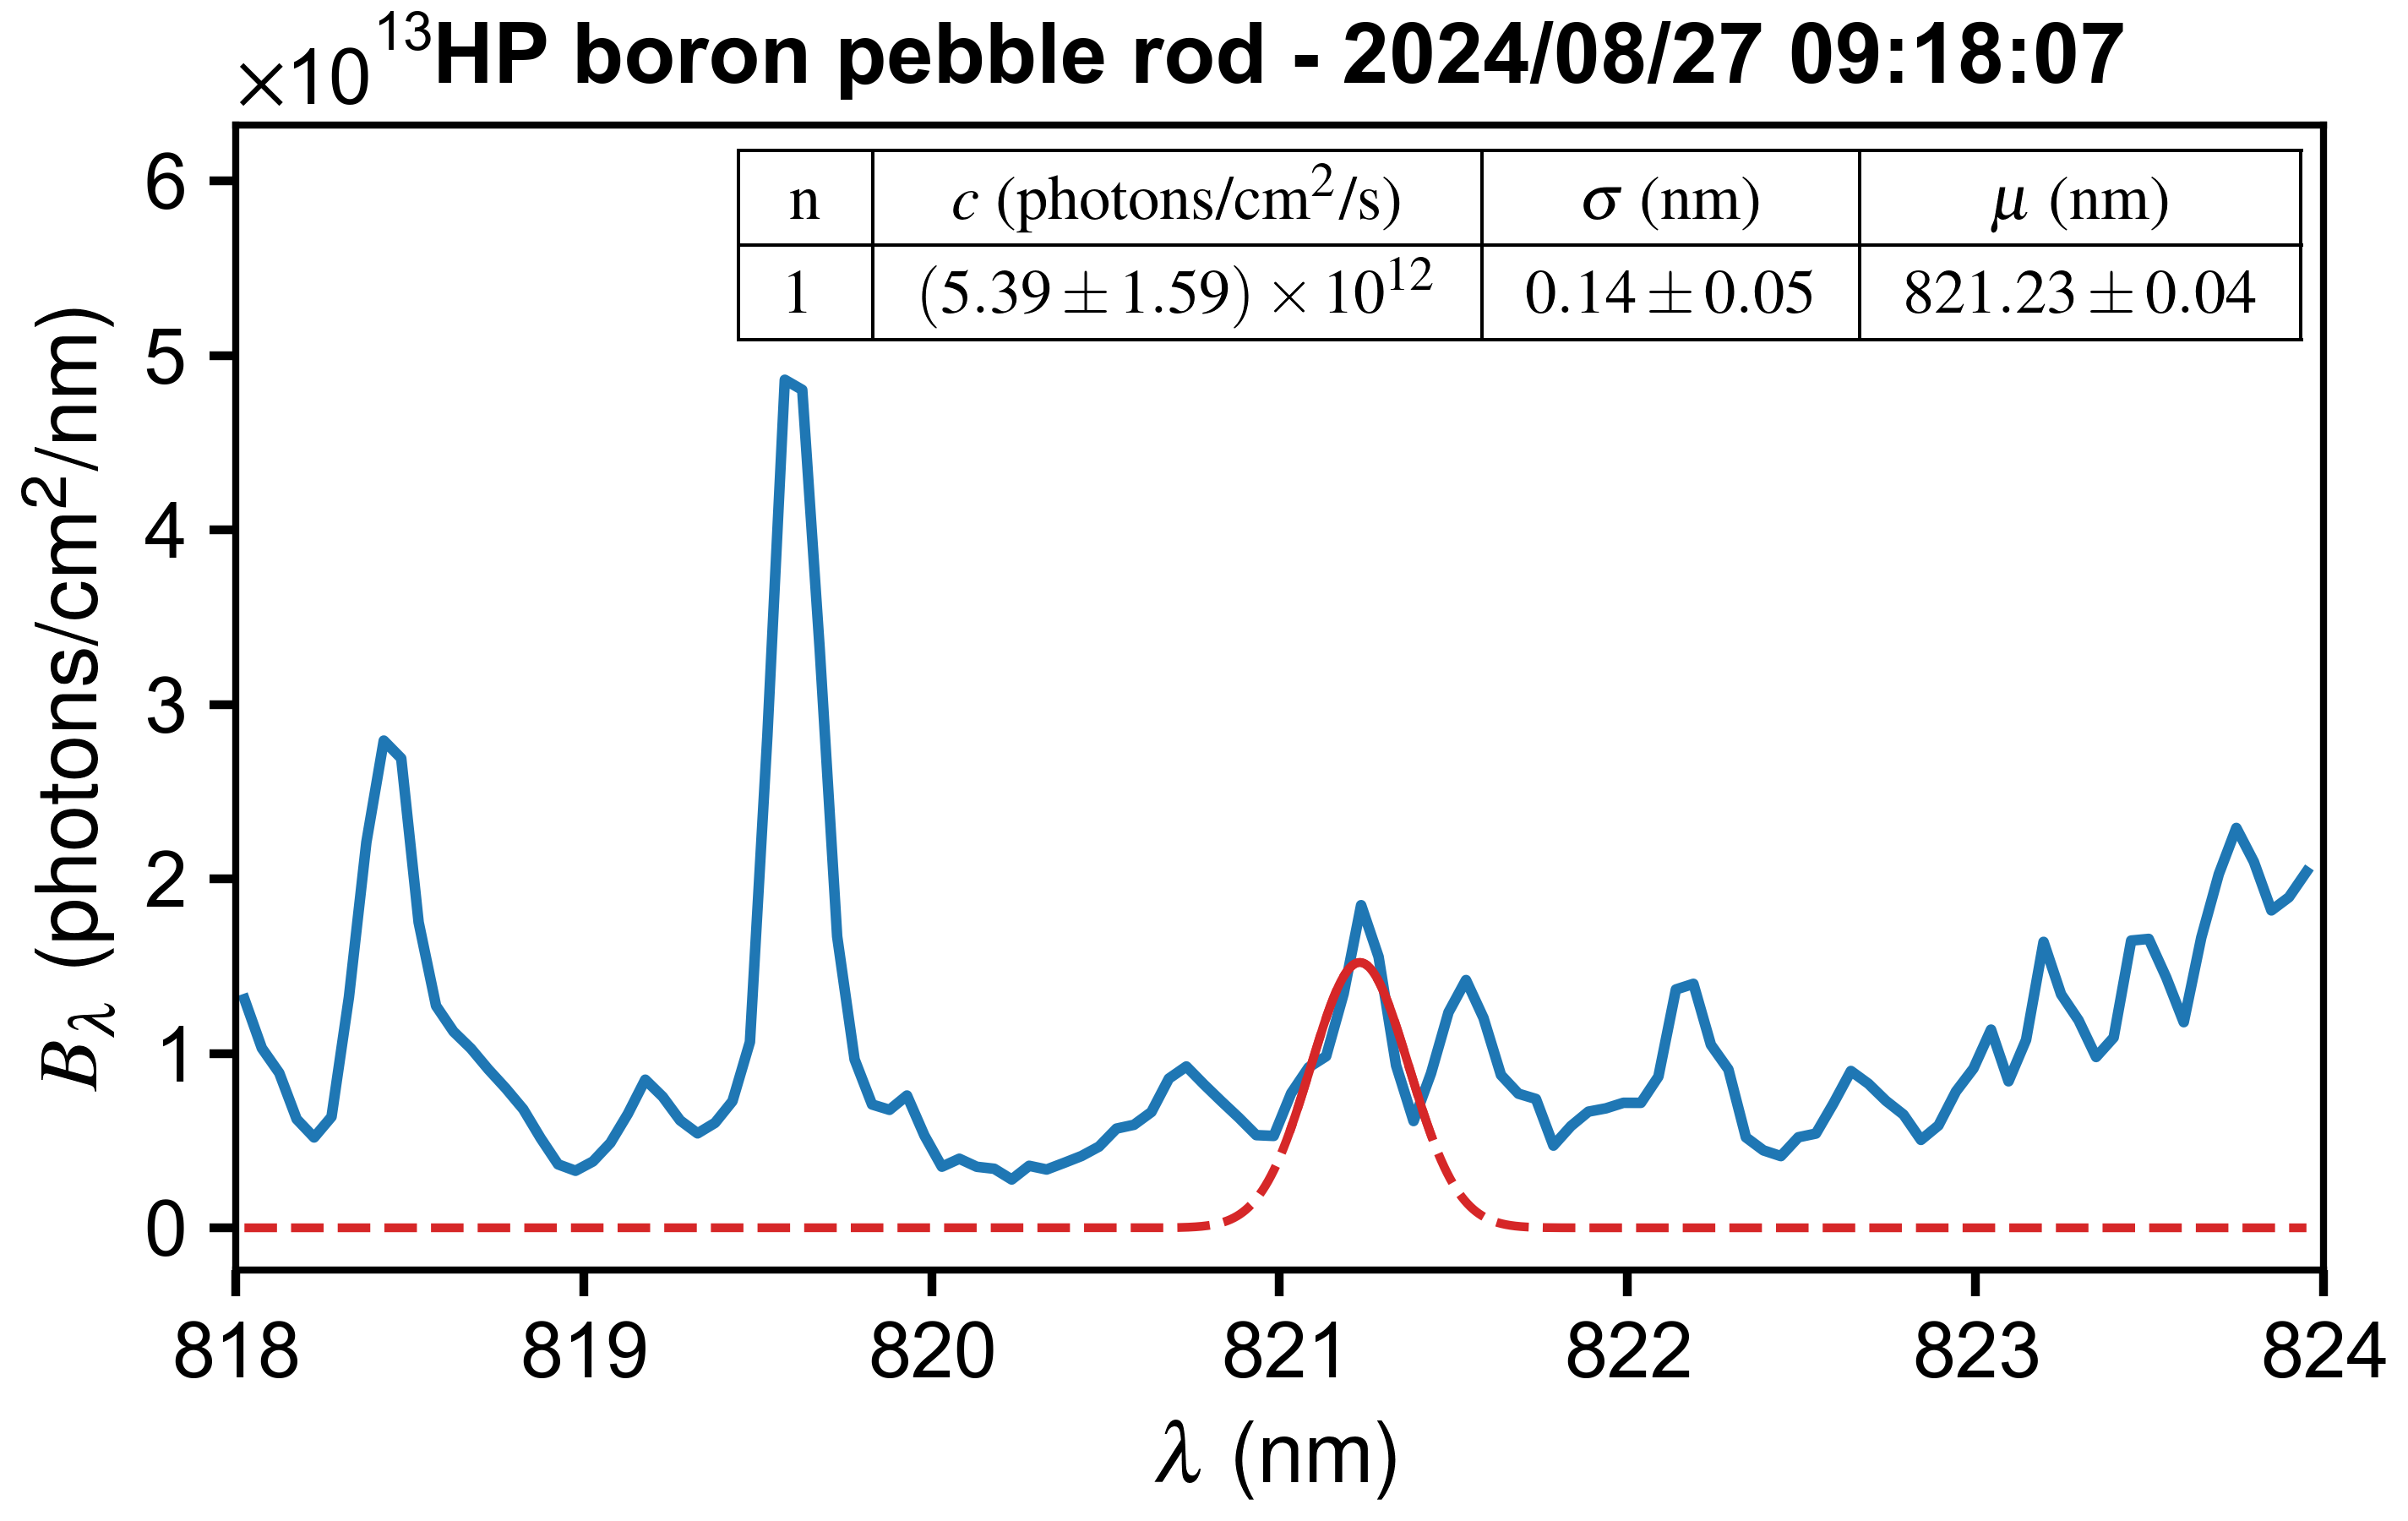 ×10¹³HP boron pebble rod - 2024/08/27 09:18:07
n c (photons/cm²/s) σ (nm) μ (nm)
1 (5.39 ± 1.59) × 10¹² 0.14 ± 0.05 821.23 ± 0.04
6
5
4
3
2
1
0
B_λ (photons/cm²/nm)
818 819 820 821 822 823 824
λ (nm)